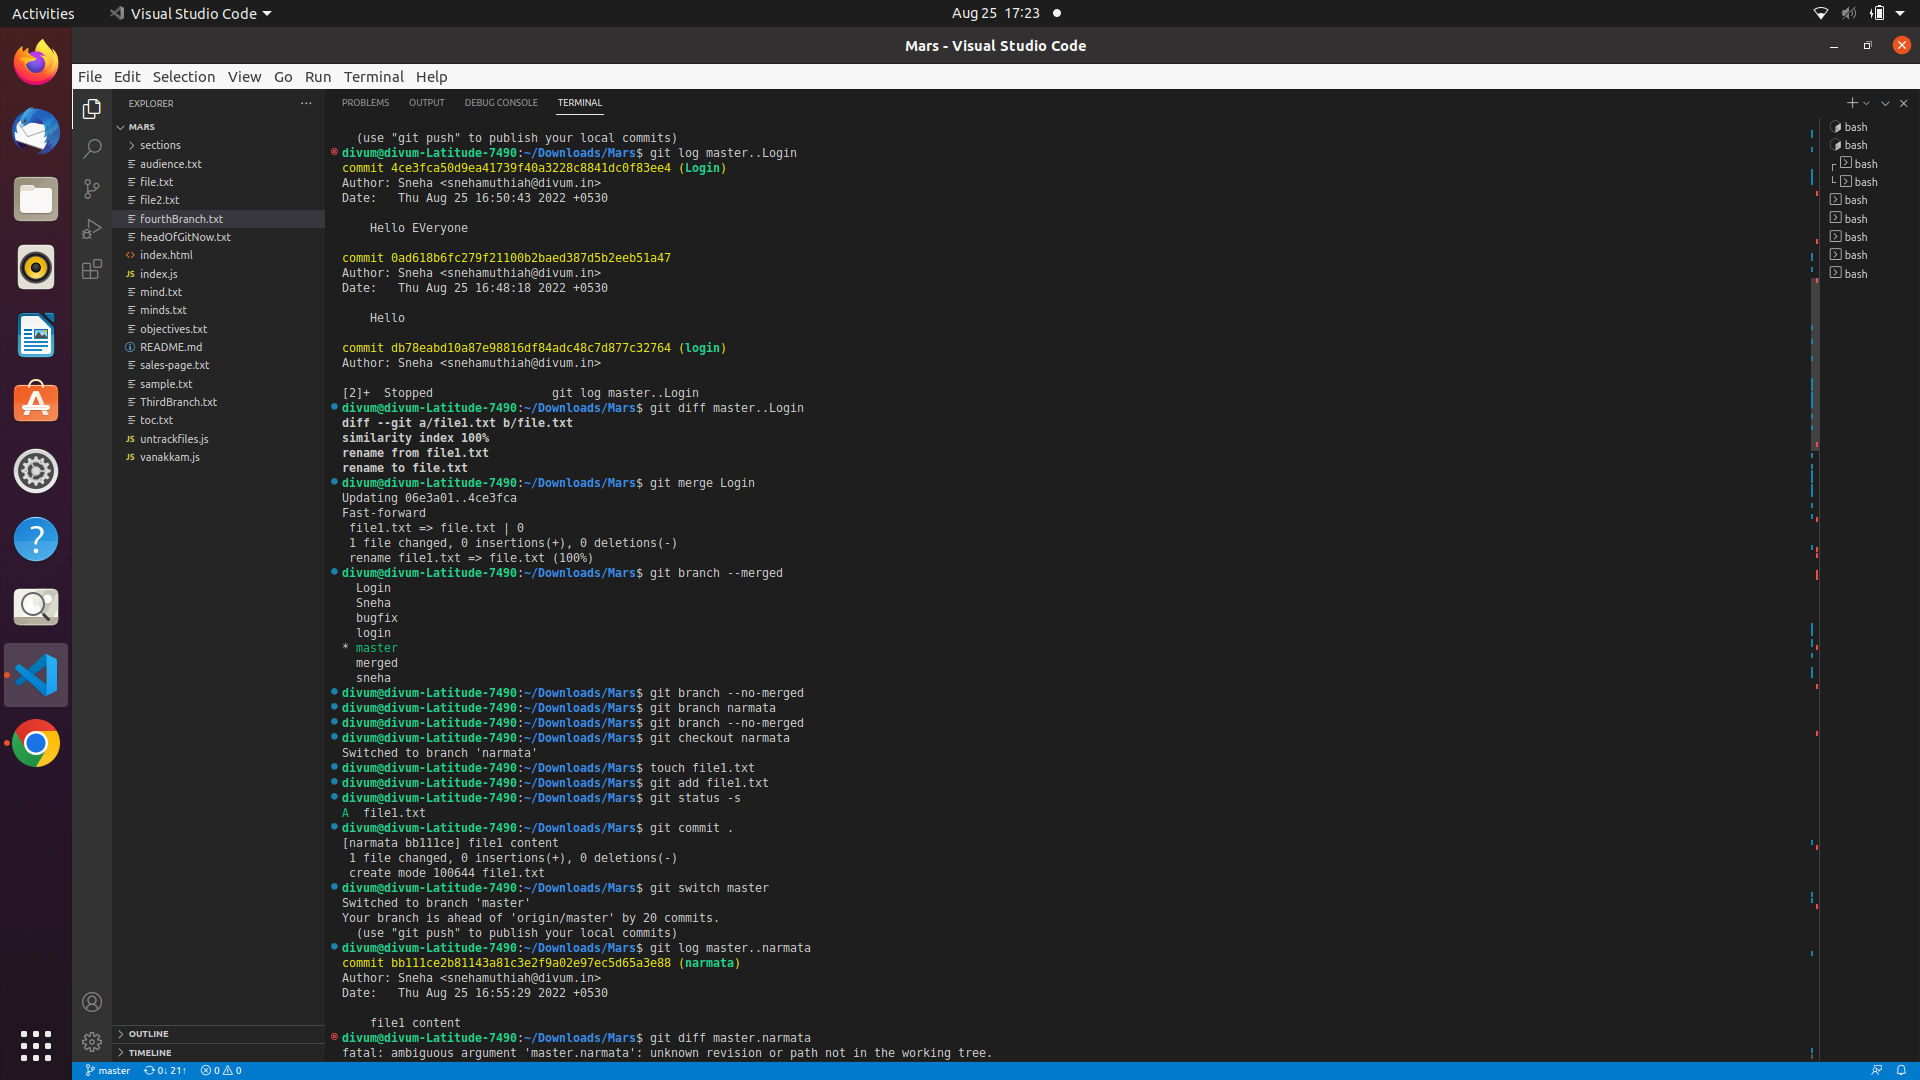 Activities
Visual Studio Code
Aug 25 17:23
Mars - Visual Studio Code
File Edit Selection View Go Run Terminal Help
EXPLORER
MARS
sections
audience.txt
file.txt
file2.txt
fourthBranch.txt
headOfGitNow.txt
index.html
JS index.js
mind.txt
minds.txt
objectives.txt
README.md
sales-page.txt
sample.txt
ThirdBranch.txt
toc.txt
JS untrackfiles.js
JS vanakkam.js
OUTLINE
TIMELINE
PROBLEMS OUTPUT DEBUG CONSOLE TERMINAL
(use "git push" to publish your local commits)
divum@divum-Latitude-7490:~/Downloads/Mars$ git log master..Login
commit 4ce3fca50d9ea41739f40a3228c8841dc0f83ee4 (Login)
Author: Sneha <snehamuthiah@divum.in>
Date:   Thu Aug 25 16:50:43 2022 +0530
Hello EVeryone
commit 0ad618b6fc279f21100b2baed387d5b2eeb51a47
Author: Sneha <snehamuthiah@divum.in>
Date:   Thu Aug 25 16:48:18 2022 +0530
Hello
commit db78eabd10a87e98816df84adc48c7d877c32764 (login)
Author: Sneha <snehamuthiah@divum.in>
[2]+  Stopped                 git log master..Login
divum@divum-Latitude-7490:~/Downloads/Mars$ git diff master..Login
diff --git a/file1.txt b/file.txt
similarity index 100%
rename from file1.txt
rename to file.txt
divum@divum-Latitude-7490:~/Downloads/Mars$ git merge Login
Updating 06e3a01..4ce3fca
Fast-forward
file1.txt => file.txt | 0
1 file changed, 0 insertions(+), 0 deletions(-)
rename file1.txt => file.txt (100%)
divum@divum-Latitude-7490:~/Downloads/Mars$ git branch --merged
Login
Sneha
bugfix
login
* master
merged
sneha
divum@divum-Latitude-7490:~/Downloads/Mars$ git branch --no-merged
divum@divum-Latitude-7490:~/Downloads/Mars$ git branch narmata
divum@divum-Latitude-7490:~/Downloads/Mars$ git branch --no-merged
divum@divum-Latitude-7490:~/Downloads/Mars$ git checkout narmata
Switched to branch 'narmata'
divum@divum-Latitude-7490:~/Downloads/Mars$ touch file1.txt
divum@divum-Latitude-7490:~/Downloads/Mars$ git add file1.txt
divum@divum-Latitude-7490:~/Downloads/Mars$ git status -s
A  file1.txt
divum@divum-Latitude-7490:~/Downloads/Mars$ git commit .
[narmata bb111ce] file1 content
1 file changed, 0 insertions(+), 0 deletions(-)
create mode 100644 file1.txt
divum@divum-Latitude-7490:~/Downloads/Mars$ git switch master
Switched to branch 'master'
Your branch is ahead of 'origin/master' by 20 commits.
(use "git push" to publish your local commits)
divum@divum-Latitude-7490:~/Downloads/Mars$ git log master..narmata
commit bb111ce2b81143a81c3e2f9a02e97ec5d65a3e88 (narmata)
Author: Sneha <snehamuthiah@divum.in>
Date:   Thu Aug 25 16:55:29 2022 +0530
file1 content
divum@divum-Latitude-7490:~/Downloads/Mars$ git diff master.narmata
fatal: ambiguous argument 'master.narmata': unknown revision or path not in the working tree.
bash
bash
bash
bash
bash
bash
bash
bash
bash
master 0↓ 21↑ 0 0